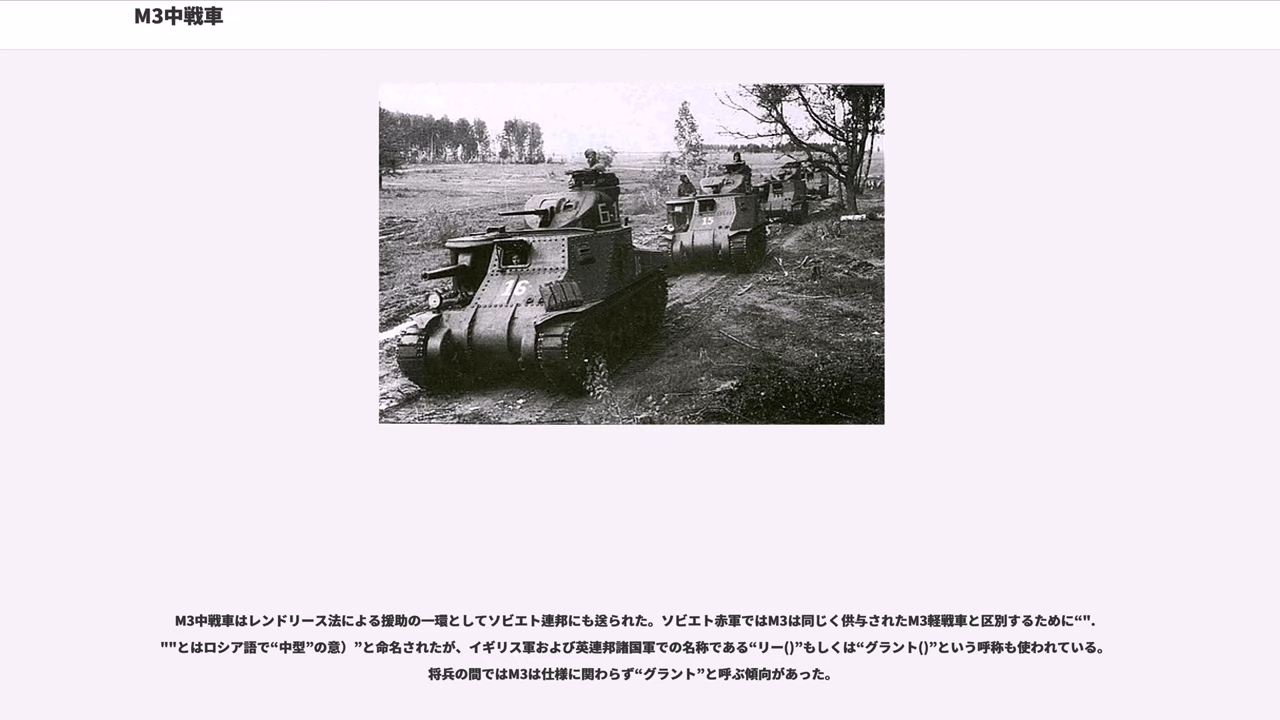 M3中戦車
6-1
15
16
M3中戦車はレンドリース法による援助の一環としてソビエト連邦にも送られた。ソビエト赤軍ではM3は同じく供与されたM3軽戦車と区別するために“".
""とはロシア語で“中型”の意）”と命名されたが、イギリス軍および英連邦諸国軍での名称である“リー()”もしくは“グラント()”という呼称も使われている。
将兵の間ではM3は仕様に関わらず“グラント”と呼ぶ傾向があった。